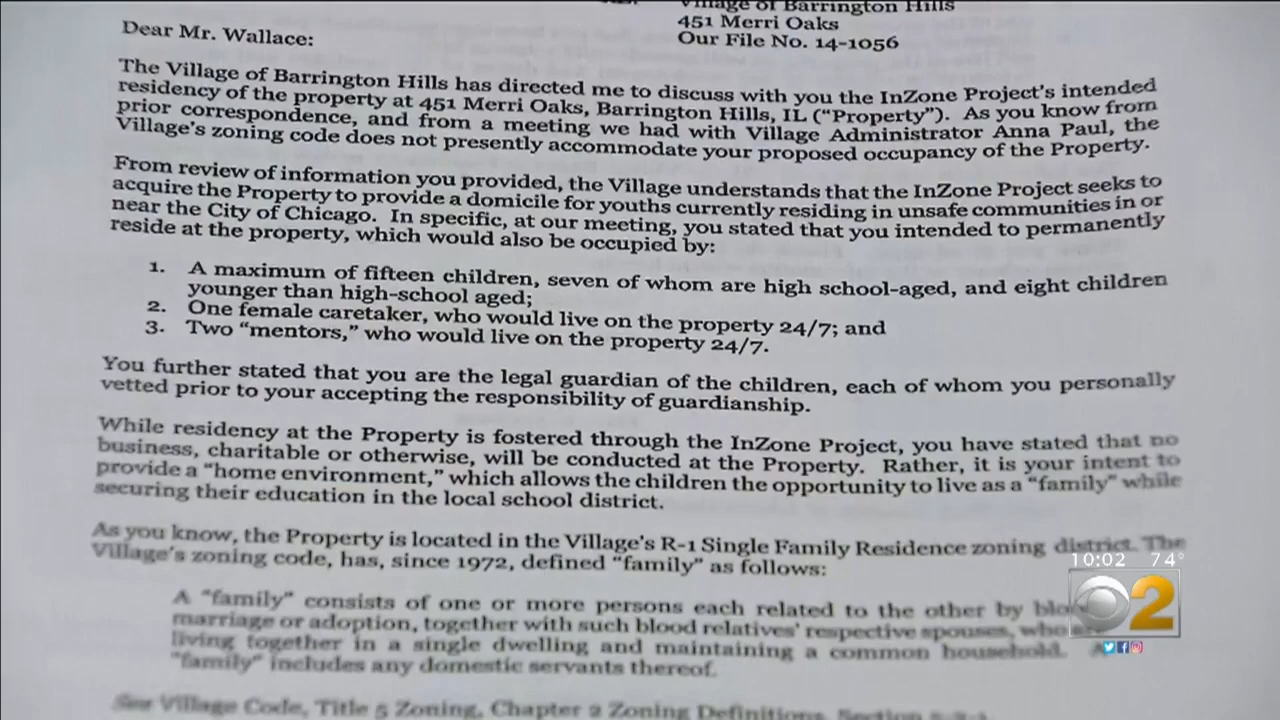 Village of Barrington Hills
451 Merri Oaks
Our File No. 14-1056
Dear Mr. Wallace:
The Village of Barrington Hills has directed me to discuss with you the InZone Project's intended
residency of the property at 451 Merri Oaks, Barrington Hills, IL ("Property"). As you know from
prior correspondence, and from a meeting we had with Village Administrator Anna Paul, the
Village's zoning code does not presently accommodate your proposed occupancy of the Property.
From review of information you provided, the Village understands that the InZone Project seeks to
acquire the Property to provide a domicile for youths currently residing in unsafe communities in or
near the City of Chicago. In specific, at our meeting, you stated that you intended to permanently
reside at the property, which would also be occupied by:
1. A maximum of fifteen children, seven of whom are high school-aged, and eight children
younger than high-school aged;
2. One female caretaker, who would live on the property 24/7; and
3. Two "mentors," who would live on the property 24/7.
You further stated that you are the legal guardian of the children, each of whom you personally
vetted prior to your accepting the responsibility of guardianship.
While residency at the Property is fostered through the InZone Project, you have stated that no
business, charitable or otherwise, will be conducted at the Property. Rather, it is your intent to
provide a "home environment," which allows the children the opportunity to live as a "family" while
securing their education in the local school district.
As you know, the Property is located in the Village's R-1 Single Family Residence zoning district. The
Village's zoning code, has, since 1972, defined "family" as follows:
A "family" consists of one or more persons each related to the other by
marriage or adoption, together with such blood relatives' respective spouses, who
living together in a single dwelling and maintaining a common household. A
"family" includes any domestic servants thereof.
See Village Code, Title 5 Zoning, Chapter 2 Zoning Definitions, Section
10:02 74°
2